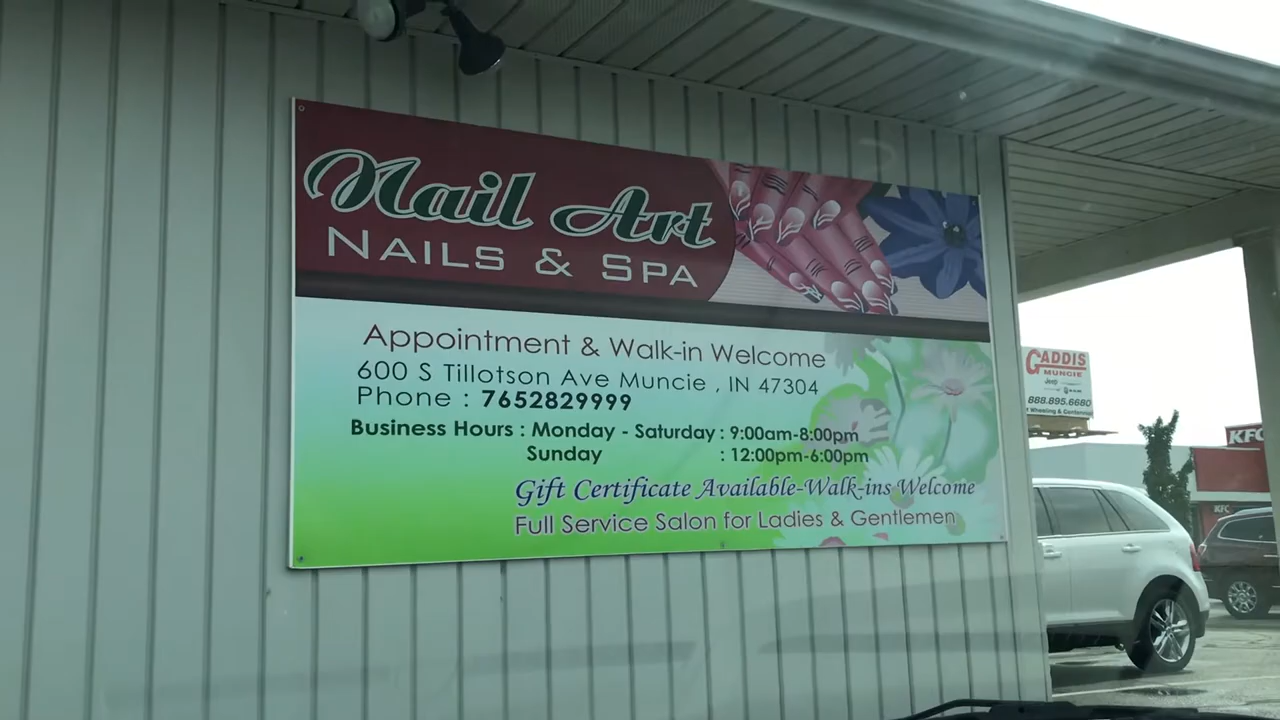 Nail Art
NAILS & SPA
Appointment & Walk-in Welcome
600 S Tillotson Ave Muncie , IN 47304
Phone : 7652829999
Business Hours : Monday - Saturday : 9:00am-8:00pm
Sunday : 12:00pm-6:00pm
Gift Certificate Available-Walk-ins Welcome
Full Service Salon for Ladies & Gentlemen
GADDIS
MUNCIE
Jeep
888.895.6680
Wheeling & Gentenn
KFC
KFC